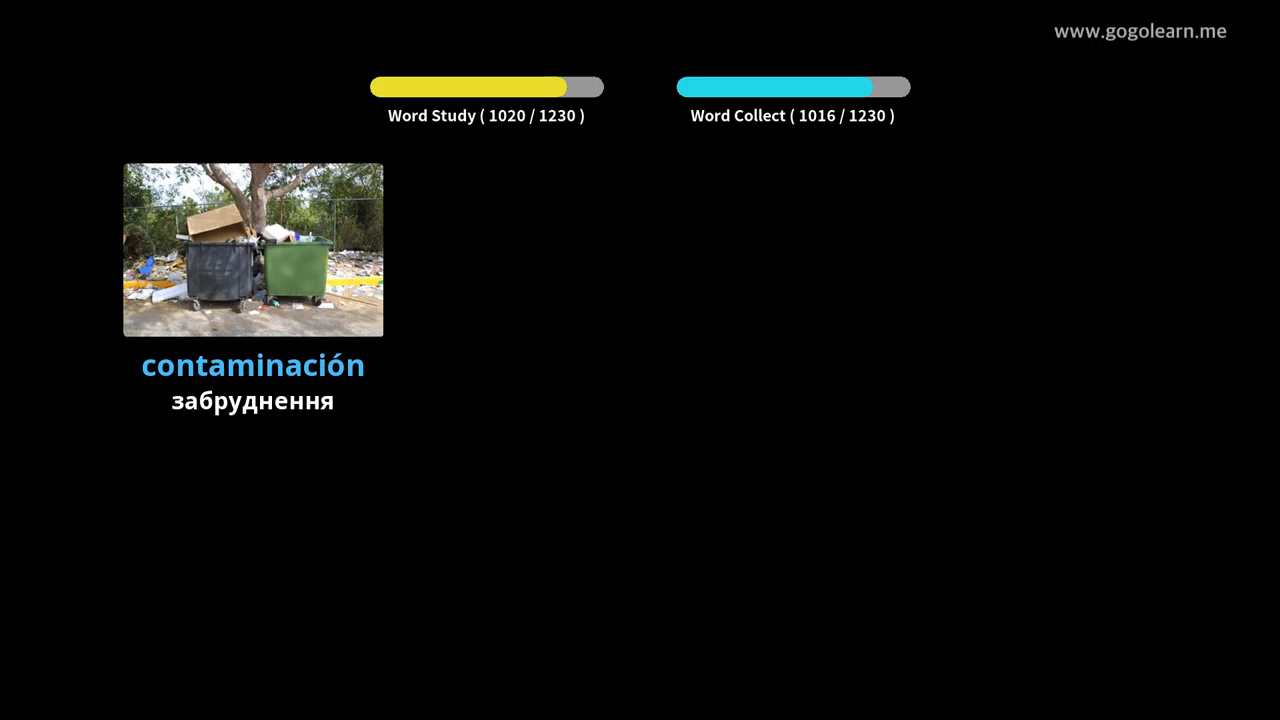 www.gogolearn.me
Word Study ( 1020 / 1230 )
Word Collect ( 1016 / 1230 )
contaminación
забруднення